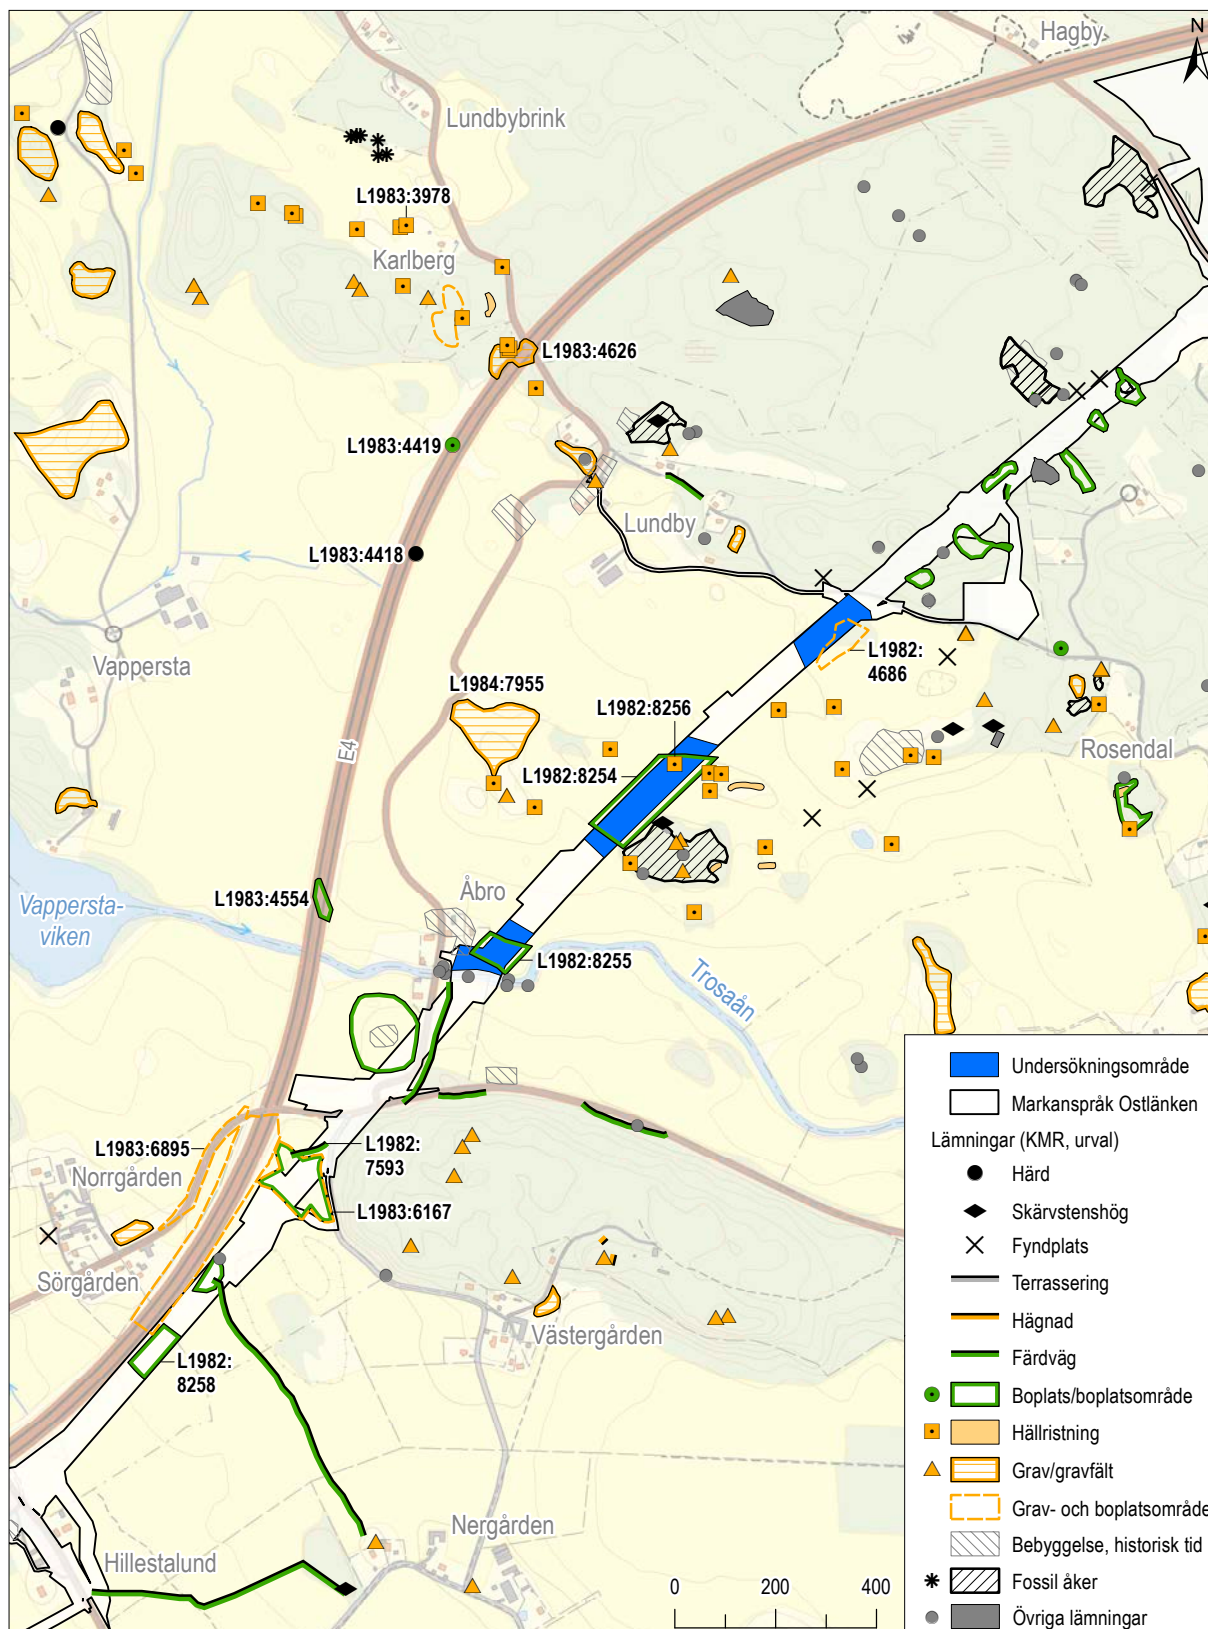 Hagby
N
Lundbybrink
L1983:3978
Karlberg
L1983:4626
L1983:4419
Lundby
L1983:4418
Vappersta
L1982:
4686
L1984:7955
L1982:8256
E4
Rosendal
L1982:8254
Åbro
L1983:4554
Vappersta-
viken
L1982:8255
Trosaån
L1983:6895
L1982:
7593
Norrgården
L1983:6167
Sörgården
Västergården
L1982:
8258
Nergården
Hillestalund
0 200 400
Undersökningsområde
Markanspråk Ostlänken
Lämningar (KMR, urval)
Härd
Skärvstenshög
Fyndplats
Terrassering
Hägnad
Färdväg
Boplats/boplatsområde
Hällristning
Grav/gravfält
Grav- och boplatsområde
Bebyggelse, historisk tid
Fossil åker
Övriga lämningar